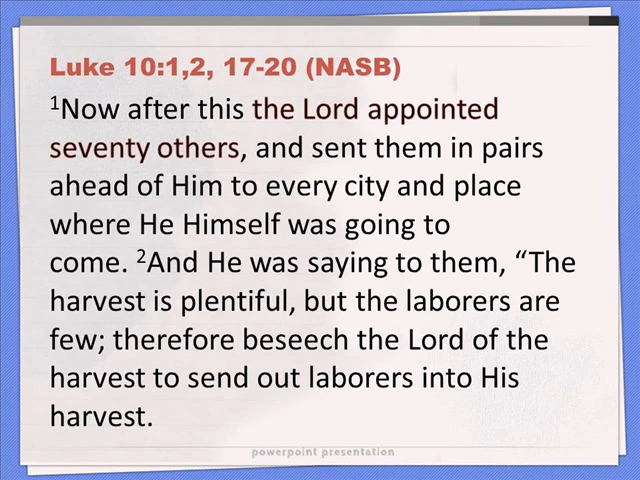 Luke 10:1,2, 17-20 (NASB)
¹Now after this the Lord appointed
seventy others, and sent them in pairs
ahead of Him to every city and place
where He Himself was going to
come. ²And He was saying to them, “The
harvest is plentiful, but the laborers are
few; therefore beseech the Lord of the
harvest to send out laborers into His
harvest.
powerpoint presentation